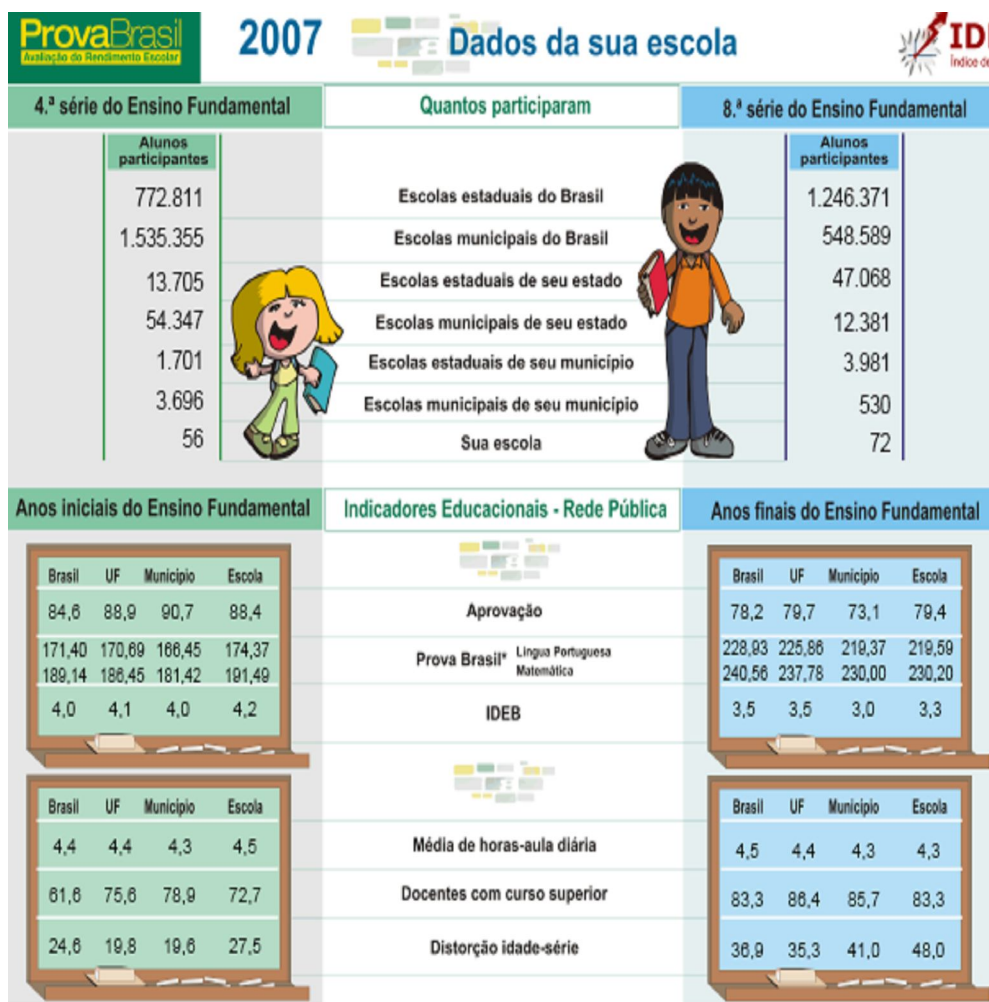 ProvaBrasil
Avaliação do Rendimento Escolar
2007
Dados da sua escola
IDE
Índice de
4.ª série do Ensino Fundamental
Quantos participaram
8.ª série do Ensino Fundamental
Alunos participantes
Alunos participantes
772.811 Escolas estaduais do Brasil 1.246.371
1.535.355 Escolas municipais do Brasil 548.589
13.705 Escolas estaduais de seu estado 47.068
54.347 Escolas municipais de seu estado 12.381
1.701 Escolas estaduais de seu município 3.981
3.696 Escolas municipais de seu município 530
56 Sua escola 72
Anos iniciais do Ensino Fundamental
Indicadores Educacionais - Rede Pública
Anos finais do Ensino Fundamental
Brasil UF Município Escola Brasil UF Município Escola
84,6 88,9 90,7 88,4 Aprovação 78,2 79,7 73,1 79,4
171,40 170,69 166,45 174,37 Prova Brasil* Língua Portuguesa 228,93 225,86 219,37 219,59
189,14 186,45 181,42 191,49 Matemática 240,56 237,78 230,00 230,20
4,0 4,1 4,0 4,2 IDEB 3,5 3,5 3,0 3,3
Brasil UF Município Escola Brasil UF Município Escola
4,4 4,4 4,3 4,5 Média de horas-aula diária 4,5 4,4 4,3 4,3
61,6 75,6 78,9 72,7 Docentes com curso superior 83,3 86,4 85,7 83,3
24,6 19,8 19,6 27,5 Distorção idade-série 36,9 35,3 41,0 48,0